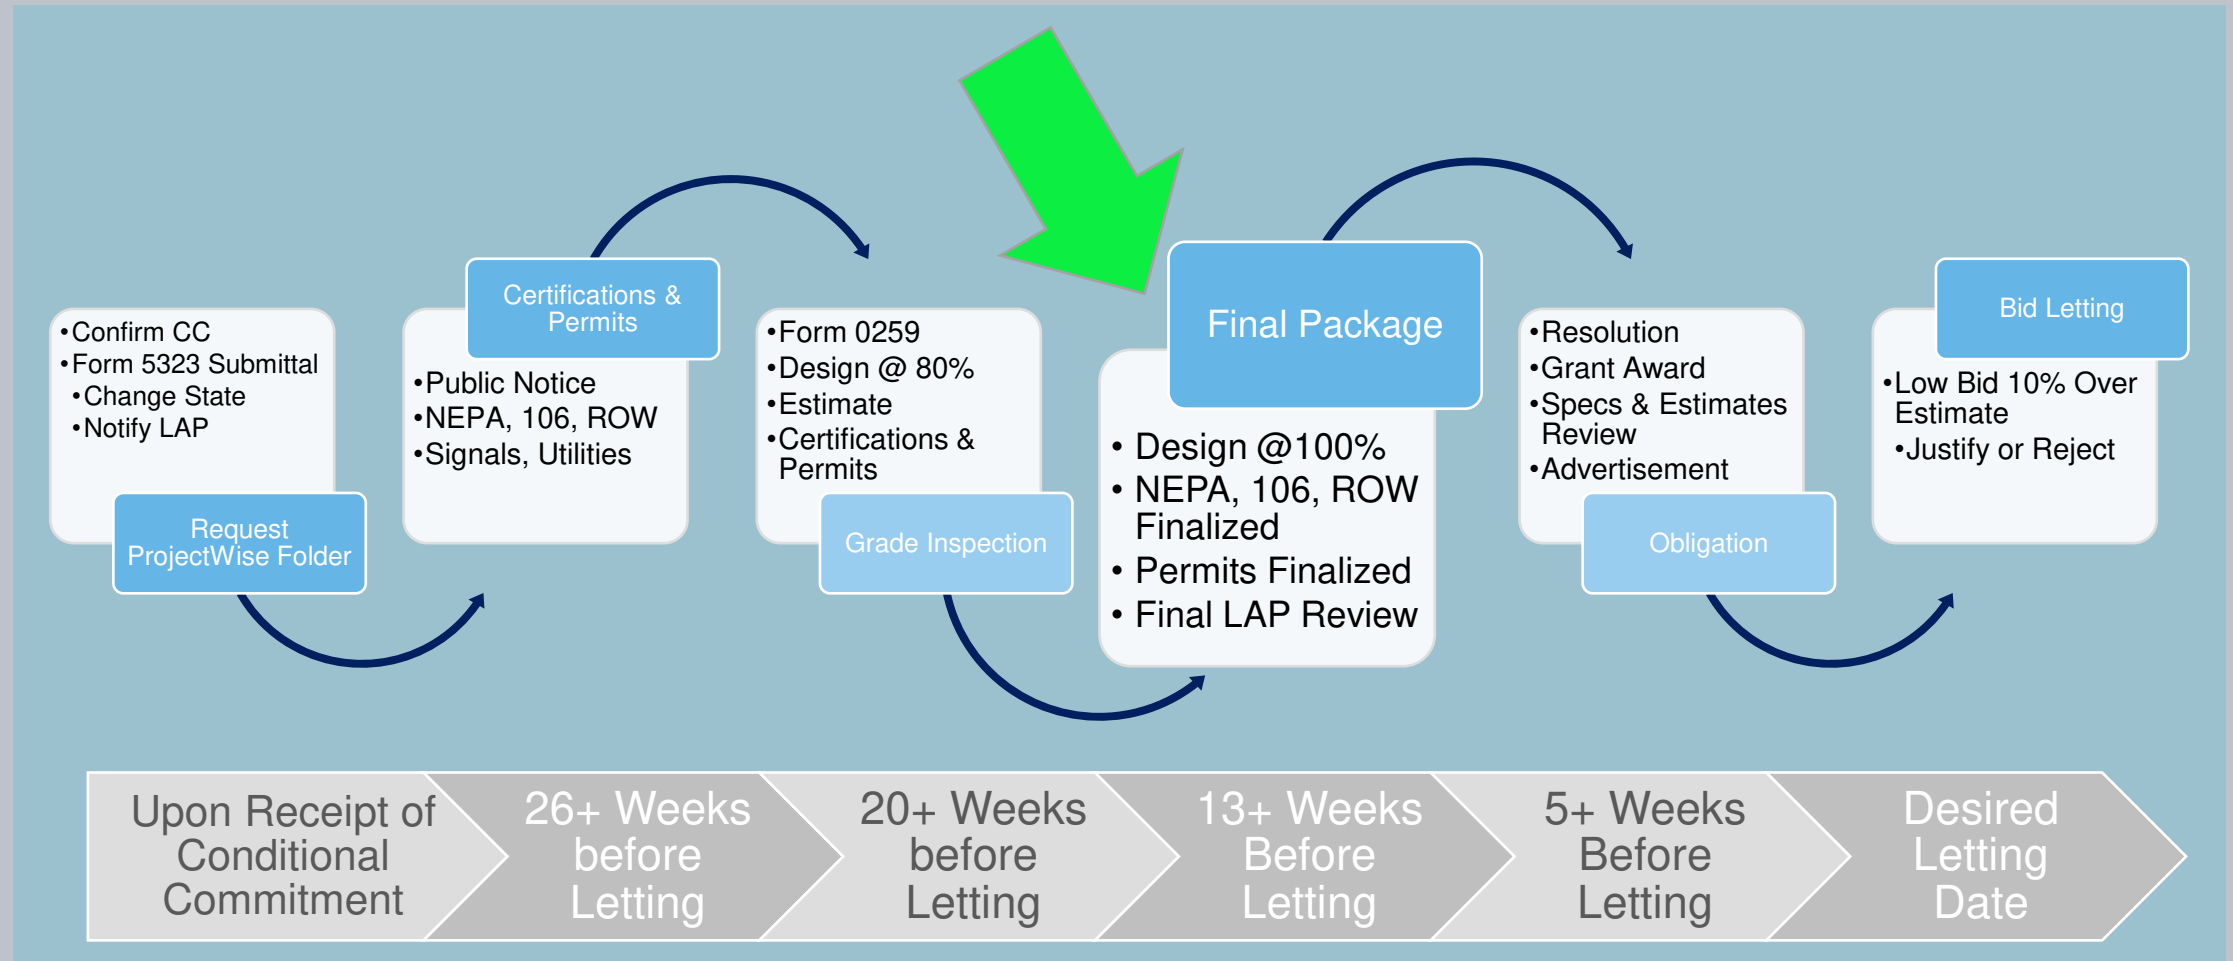 •Confirm CC
•Form 5323 Submittal
•Change State
•Notify LAP
Request
ProjectWise Folder
Certifications &
Permits
•Public Notice
•NEPA, 106, ROW
•Signals, Utilities
•Form 0259
•Design @ 80%
•Estimate
•Certifications &
Permits
Grade Inspection
Final Package
• Design @100%
• NEPA, 106, ROW
Finalized
• Permits Finalized
• Final LAP Review
•Resolution
•Grant Award
•Specs & Estimates
Review
•Advertisement
Obligation
Bid Letting
•Low Bid 10% Over
Estimate
•Justify or Reject
Upon Receipt of
Conditional
Commitment
26+ Weeks
before
Letting
20+ Weeks
before
Letting
13+ Weeks
Before
Letting
5+ Weeks
Before
Letting
Desired
Letting
Date